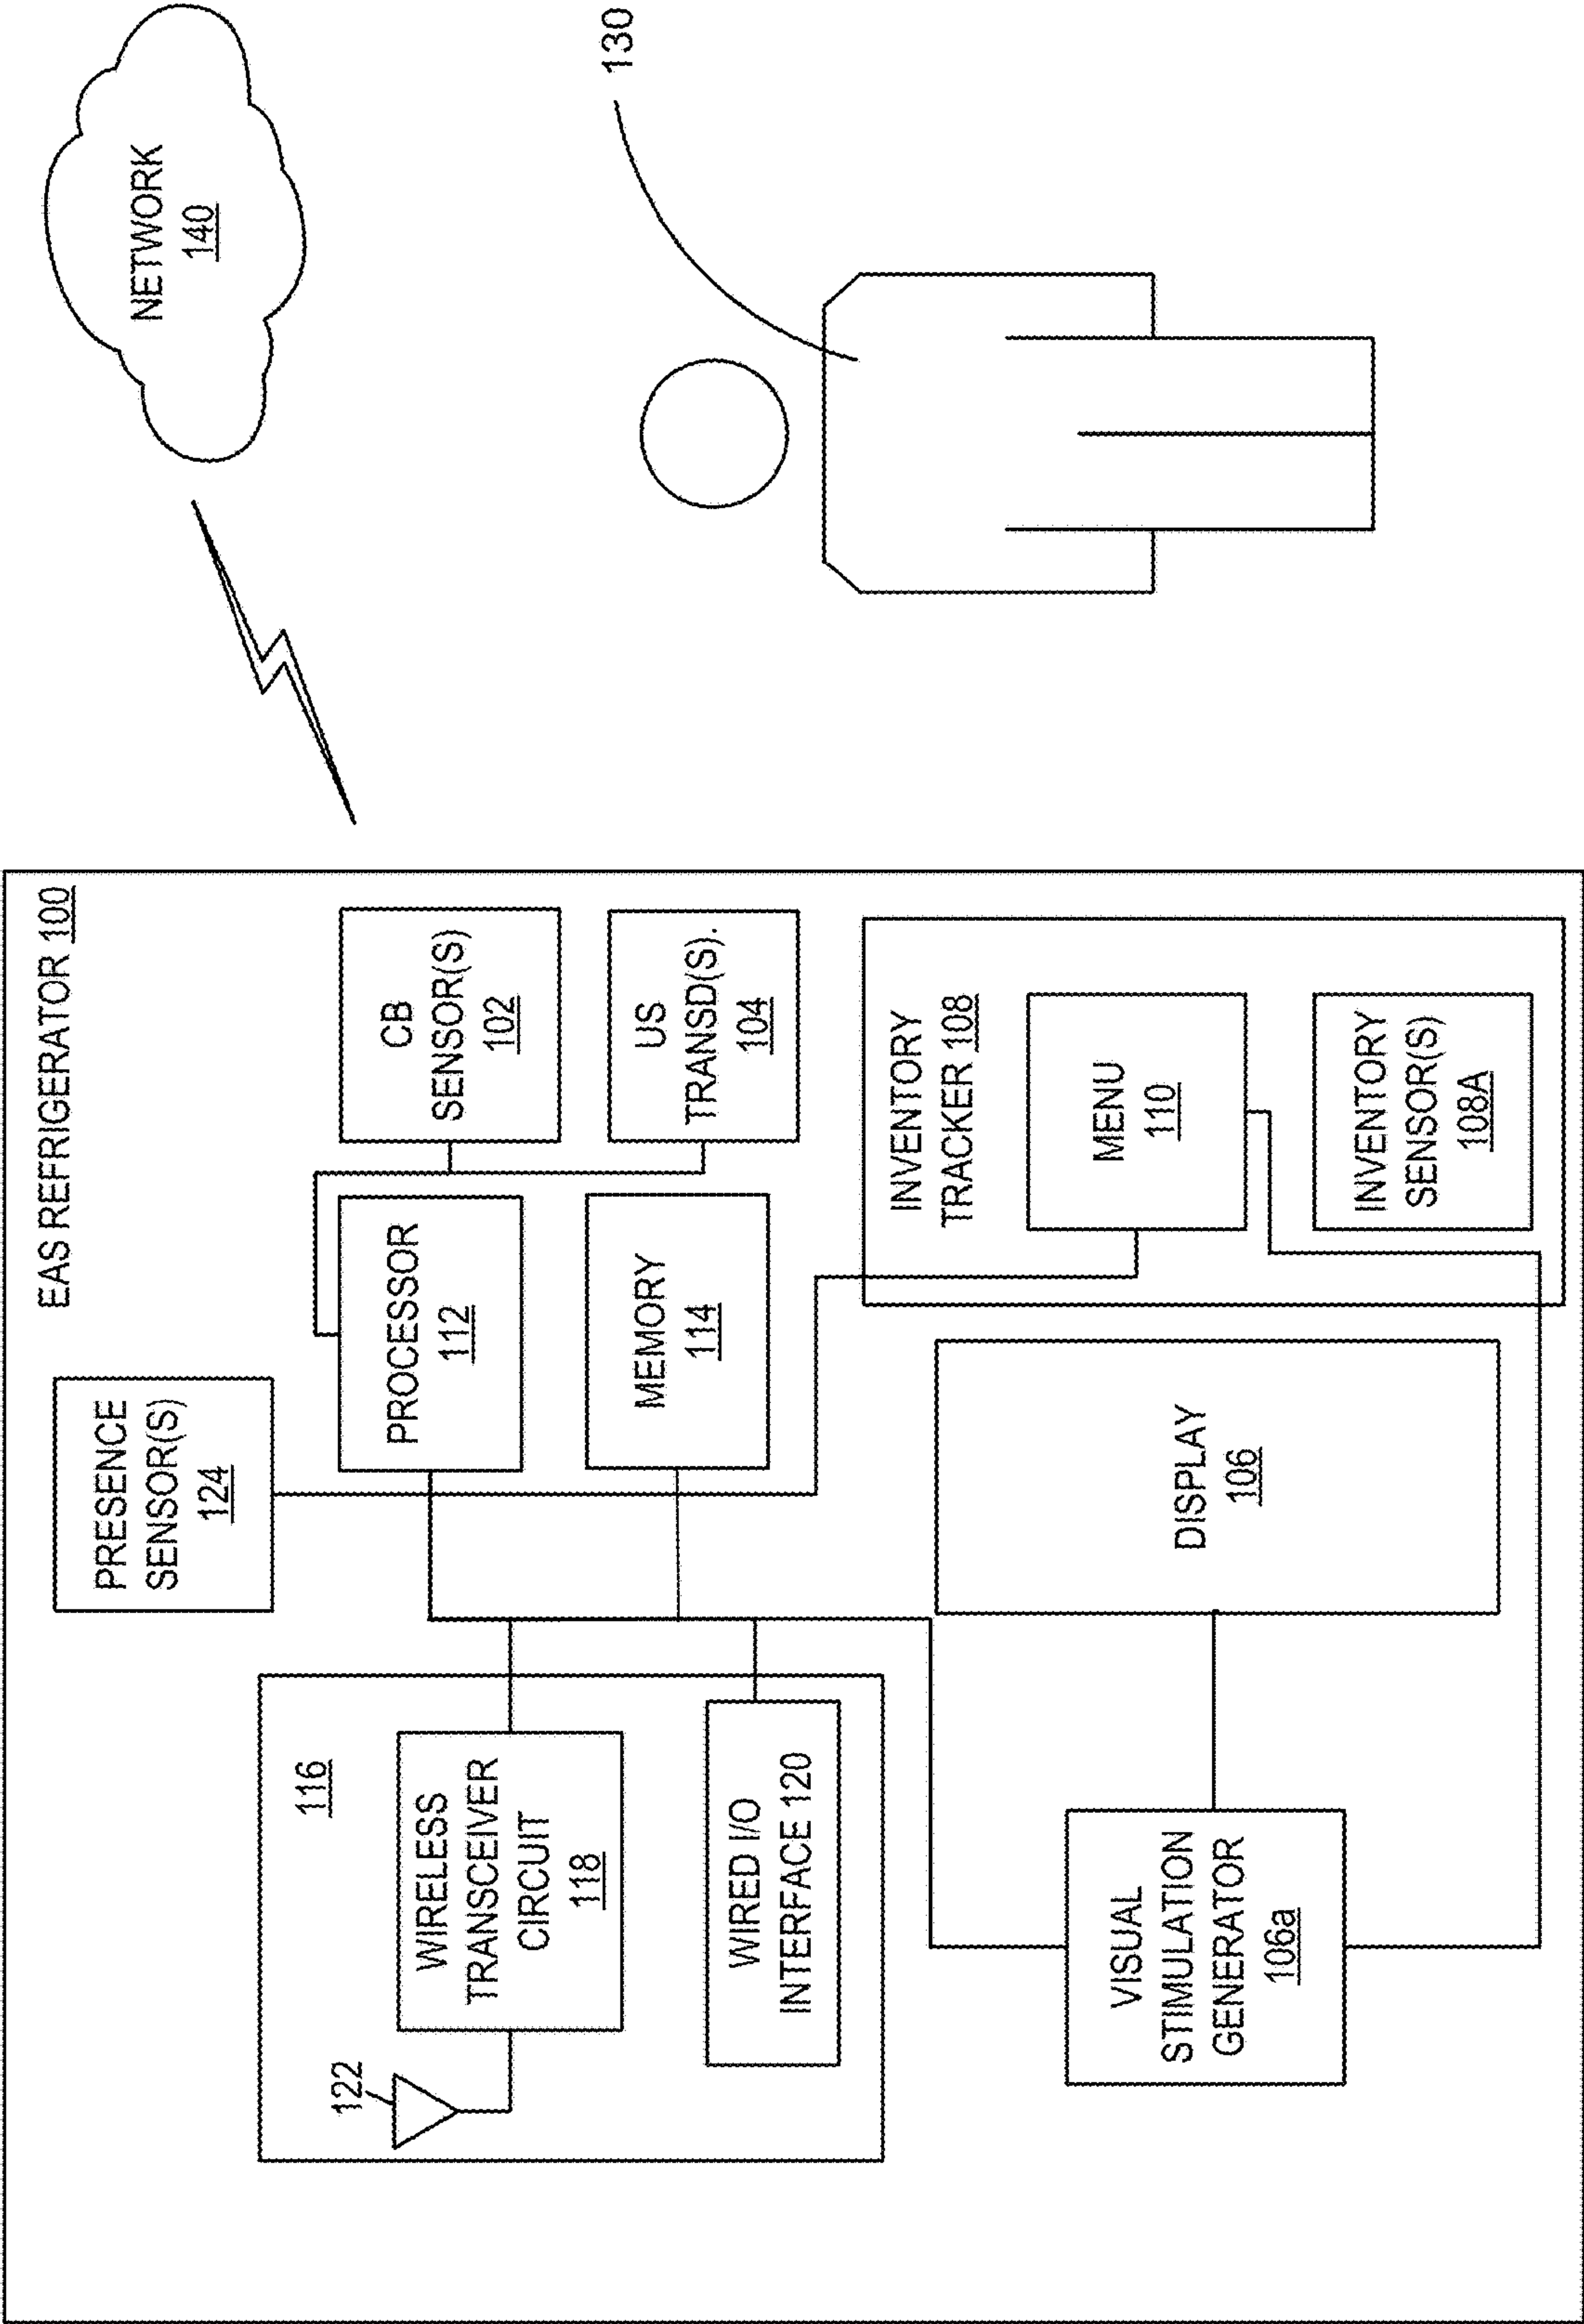 EAS REFRIGERATOR 100
PRESENCE
SENSOR(S)
124
116
122
WIRELESS
TRANSCEIVER
CIRCUIT
118
WIRED I/O
INTERFACE 120
PROCESSOR
112
MEMORY
114
CB
SENSOR(S)
102
US
TRANSD(S).
104
VISUAL
STIMULATION
GENERATOR
106a
DISPLAY
106
INVENTORY
TRACKER 108
MENU
110
INVENTORY
SENSOR(S)
108A
NETWORK
140
130